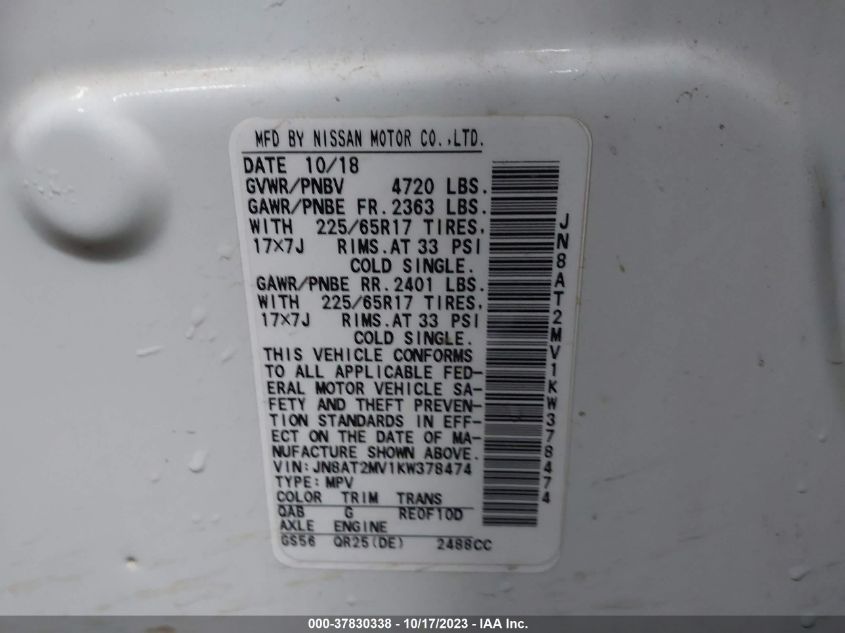 MFD BY NISSAN MOTOR CO.,LTD.
DATE 10/18
GVWR/PNBV 4720 LBS.
GAWR/PNBE FR. 2363 LBS.
WITH 225/65R17 TIRES.
17×7J RIMS. AT 33 PSI
COLD SINGLE.
GAWR/PNBE RR. 2401 LBS.
WITH 225/65R17 TIRES.
17×7J RIMS. AT 33 PSI
COLD SINGLE.
THIS VEHICLE CONFORMS
TO ALL APPLICABLE FED-
ERAL MOTOR VEHICLE SA-
FETY AND THEFT PREVEN-
TION STANDARDS IN EFF-
ECT ON THE DATE OF MA-
NUFACTURE SHOWN ABOVE.
VIN: JN8AT2MV1KW378474
TYPE: MPV
COLOR TRIM TRANS
QAB G RE0F10D
AXLE ENGINE
GS56 QR25(DE) 2488CC
JN8AT2MV1KW378474
000-37830338 - 10/17/2023 - IAA Inc.